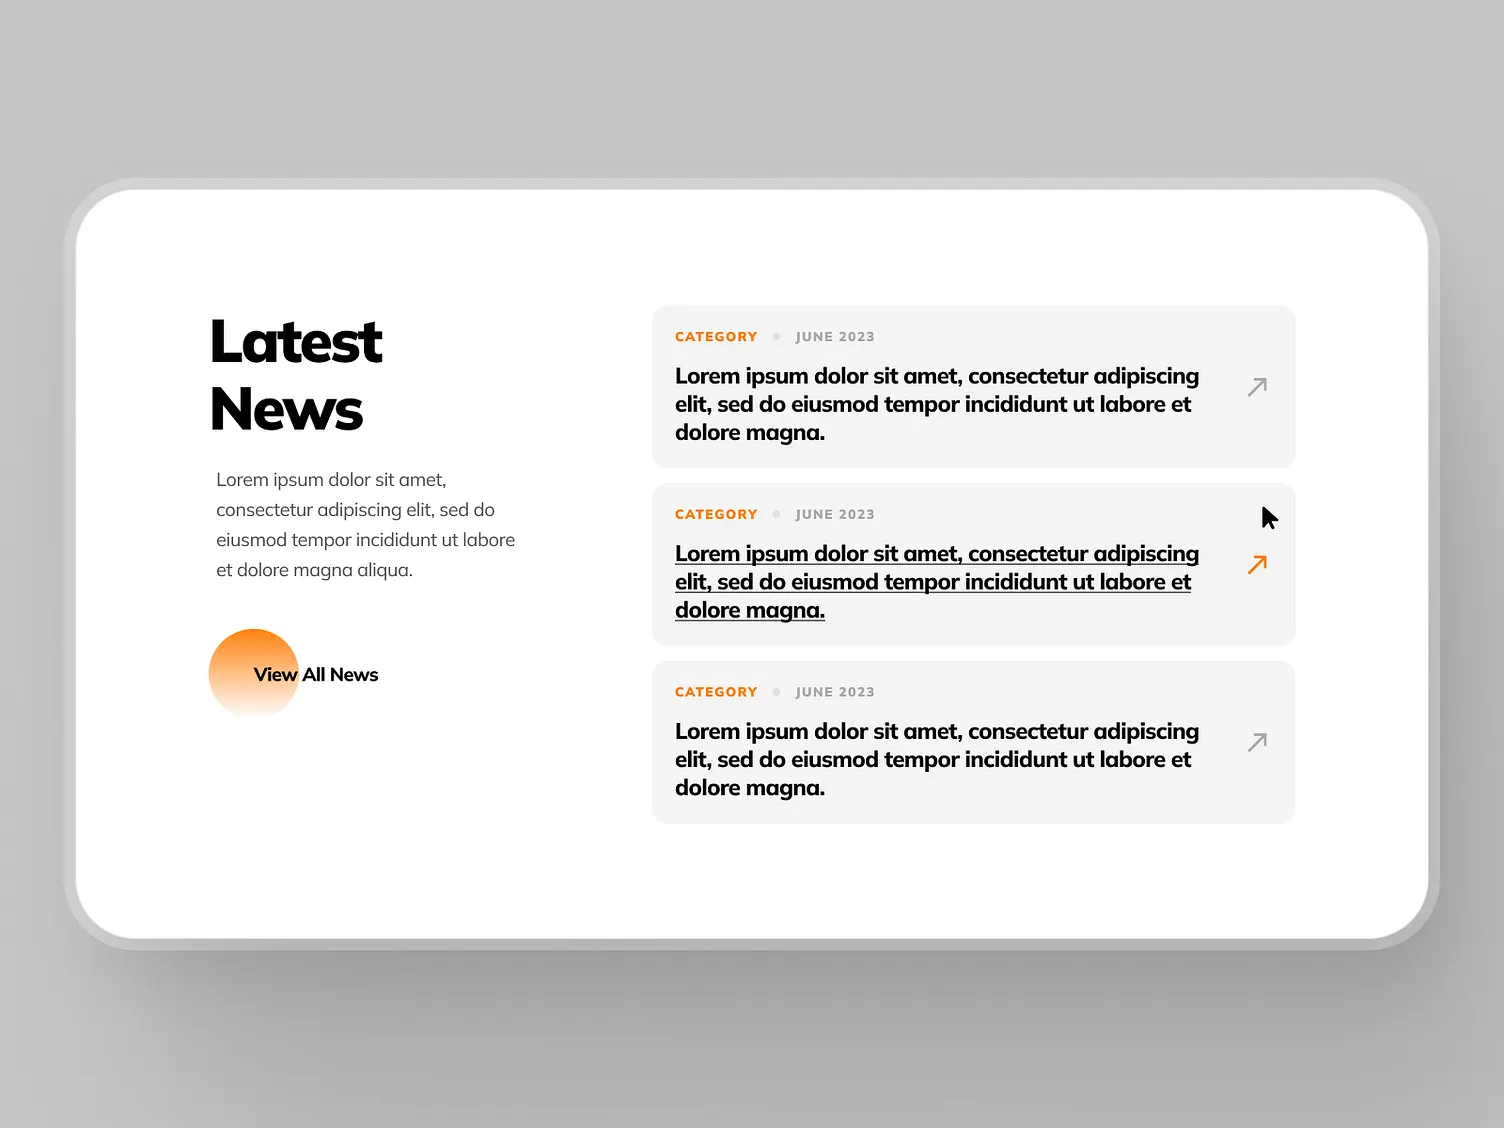 Latest
News
Lorem ipsum dolor sit amet,
consectetur adipiscing elit, sed do
eiusmod tempor incididunt ut labore
et dolore magna aliqua.
View All News
CATEGORY JUNE 2023
Lorem ipsum dolor sit amet, consectetur adipiscing
elit, sed do eiusmod tempor incididunt ut labore et
dolore magna.
CATEGORY JUNE 2023
Lorem ipsum dolor sit amet, consectetur adipiscing
elit, sed do eiusmod tempor incididunt ut labore et
dolore magna.
CATEGORY JUNE 2023
Lorem ipsum dolor sit amet, consectetur adipiscing
elit, sed do eiusmod tempor incididunt ut labore et
dolore magna.